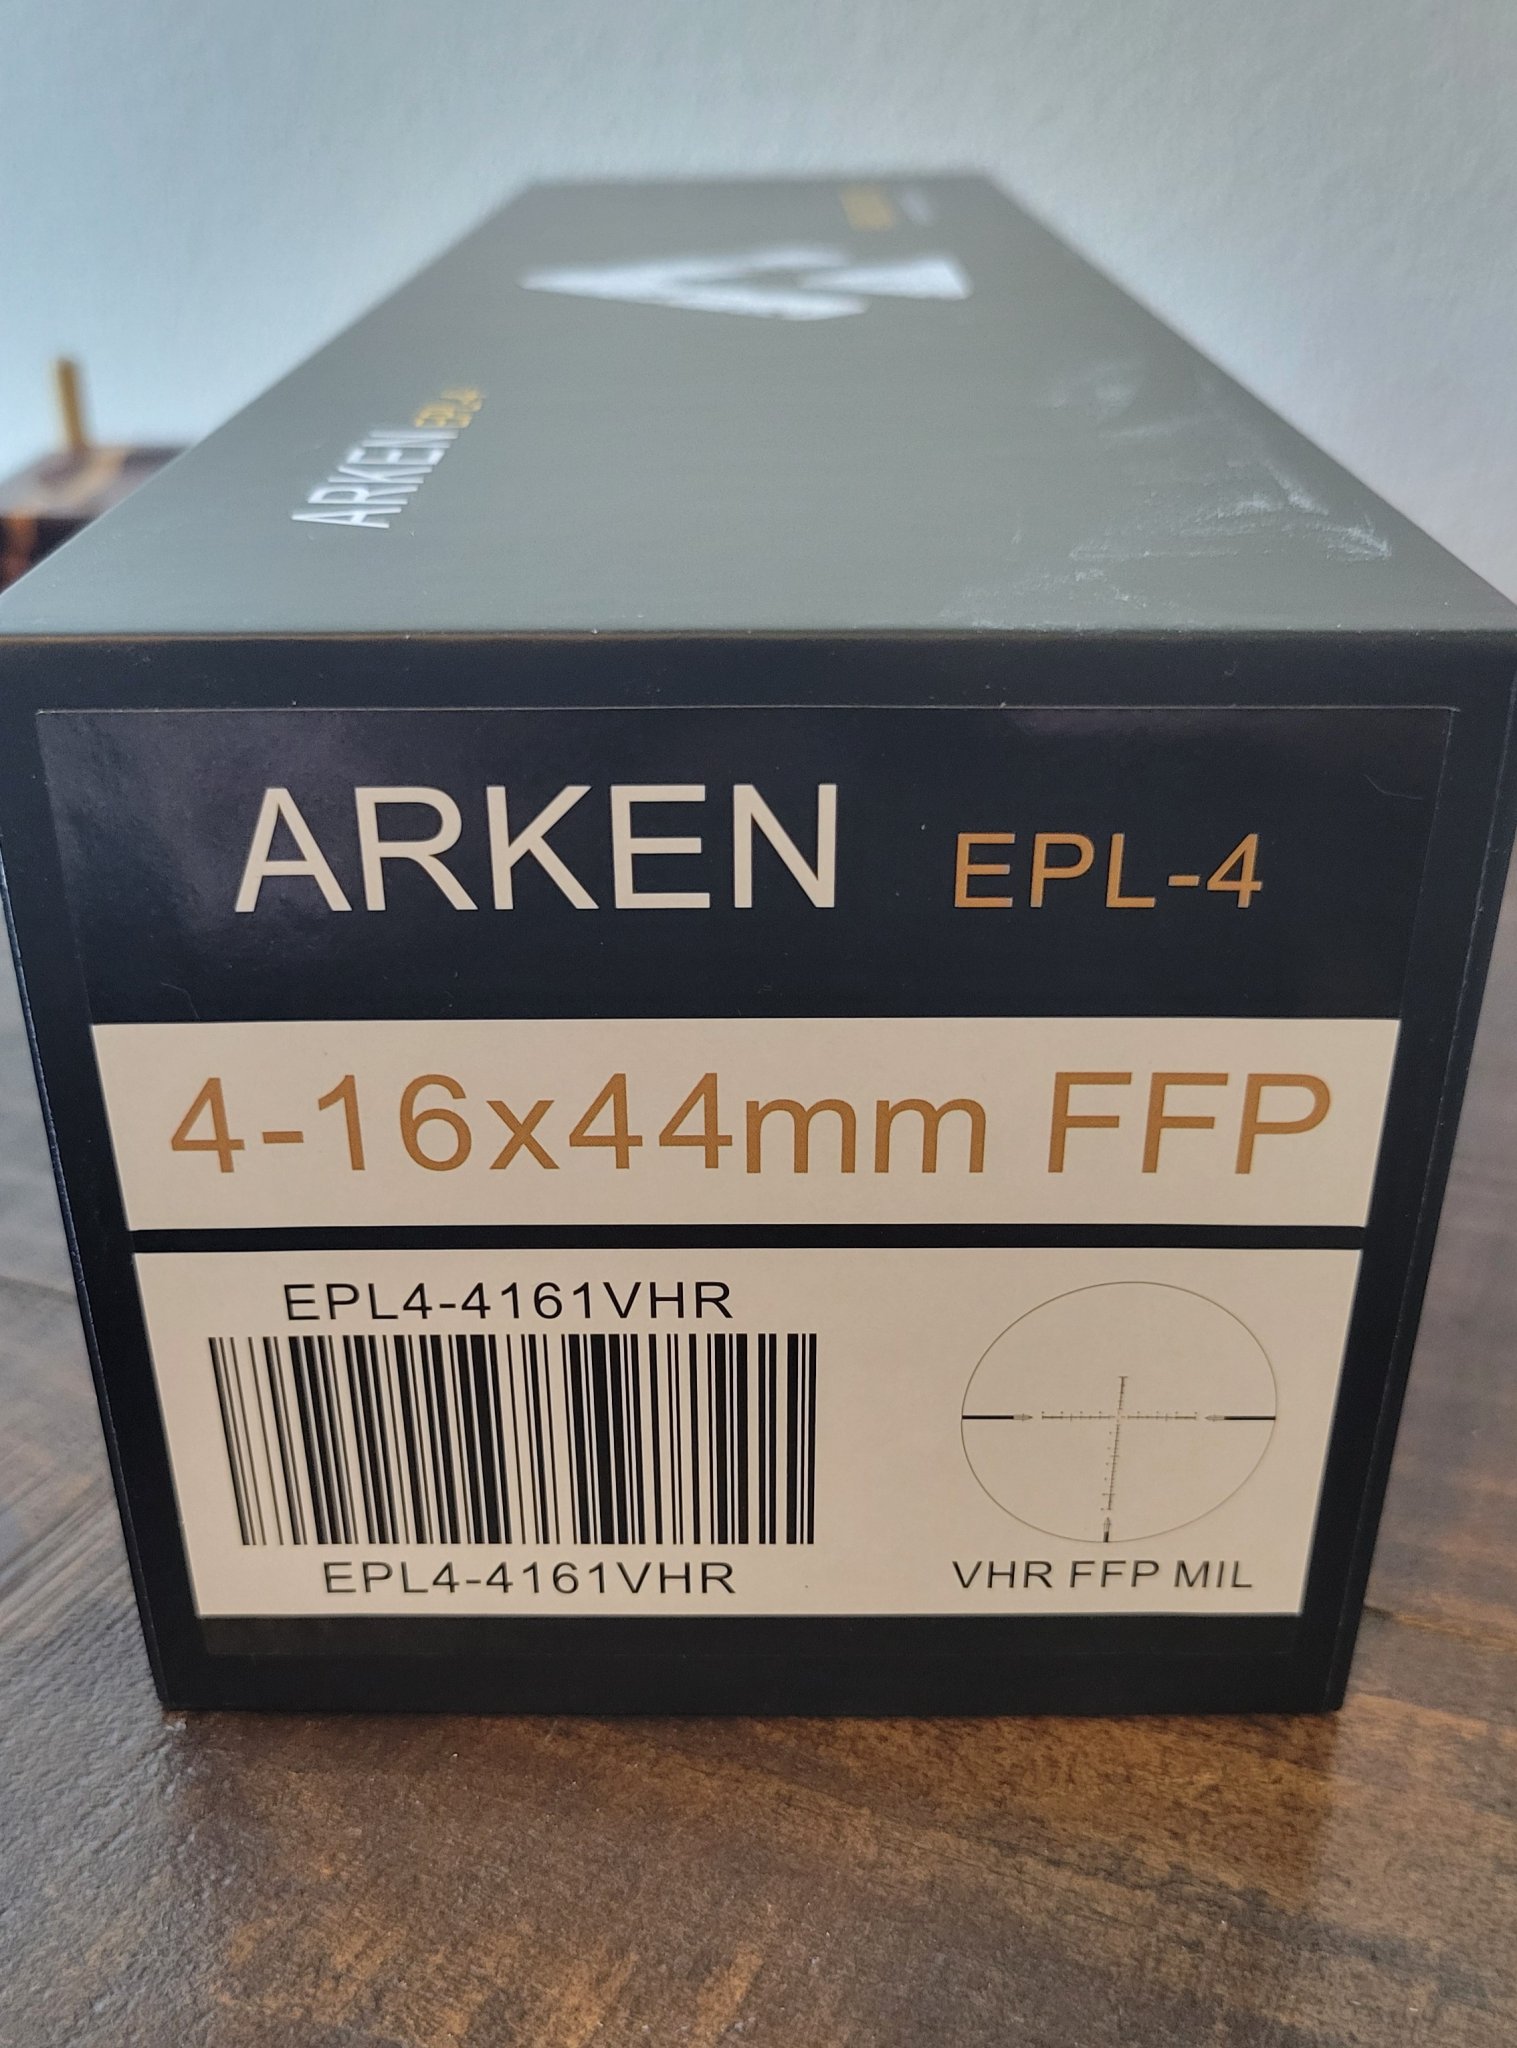 ARKEN EPL-4
ARKEN EPL-4
4-16x44mm FFP
EPL4-4161VHR
EPL4-4161VHR
VHR FFP MIL